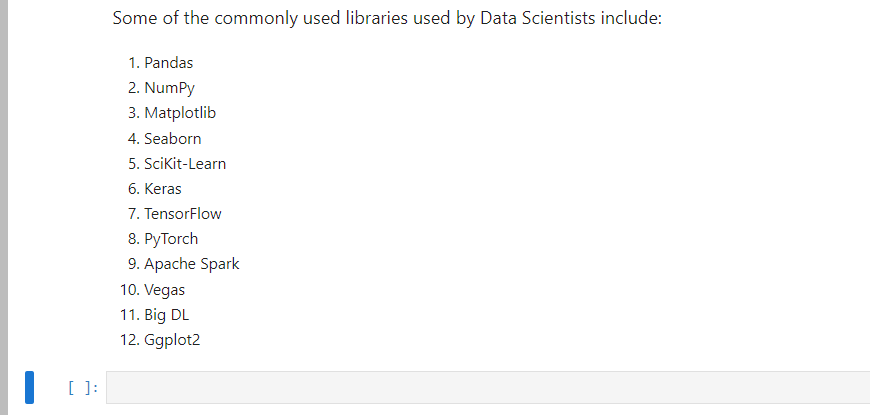 Some of the commonly used libraries used by Data Scientists include:
1. Pandas
2. NumPy
3. Matplotlib
4. Seaborn
5. SciKit-Learn
6. Keras
7. TensorFlow
8. PyTorch
9. Apache Spark
10. Vegas
11. Big DL
12. Ggplot2
[ ]: